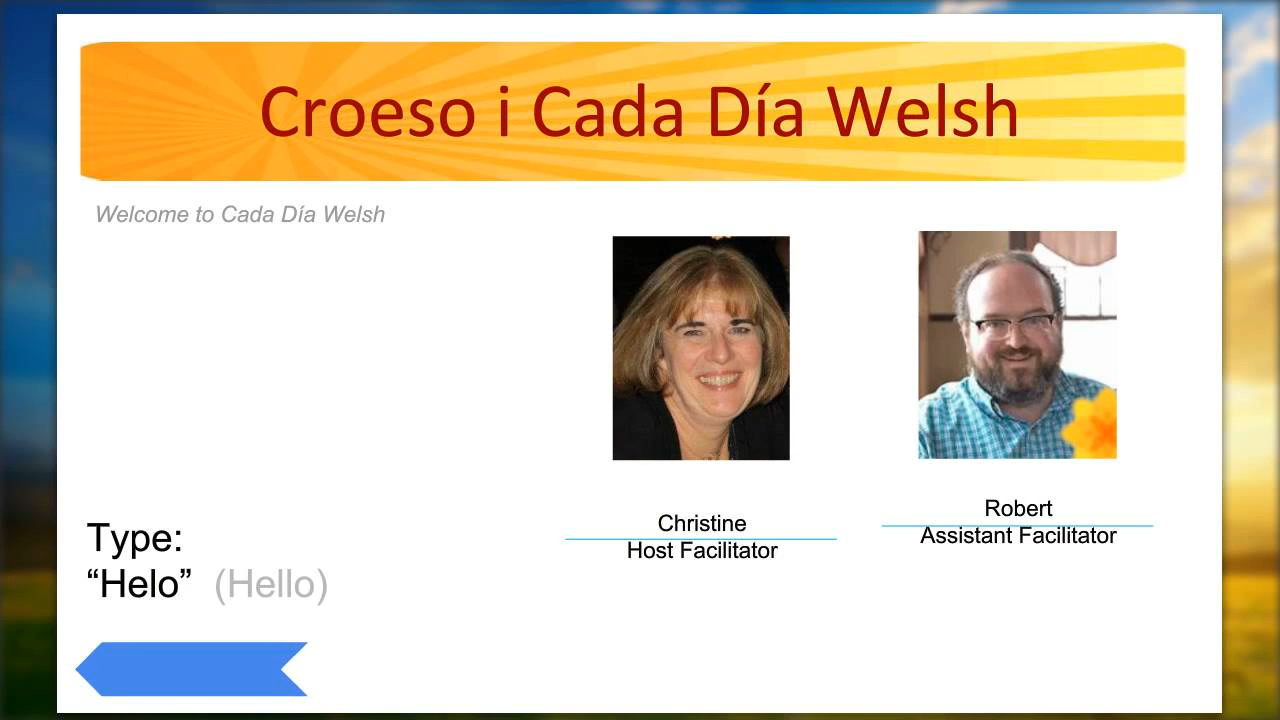 Croeso i Cada Día Welsh
Welcome to Cada Día Welsh
Christine
Host Facilitator
Robert
Assistant Facilitator
Type:
“Helo” (Hello)